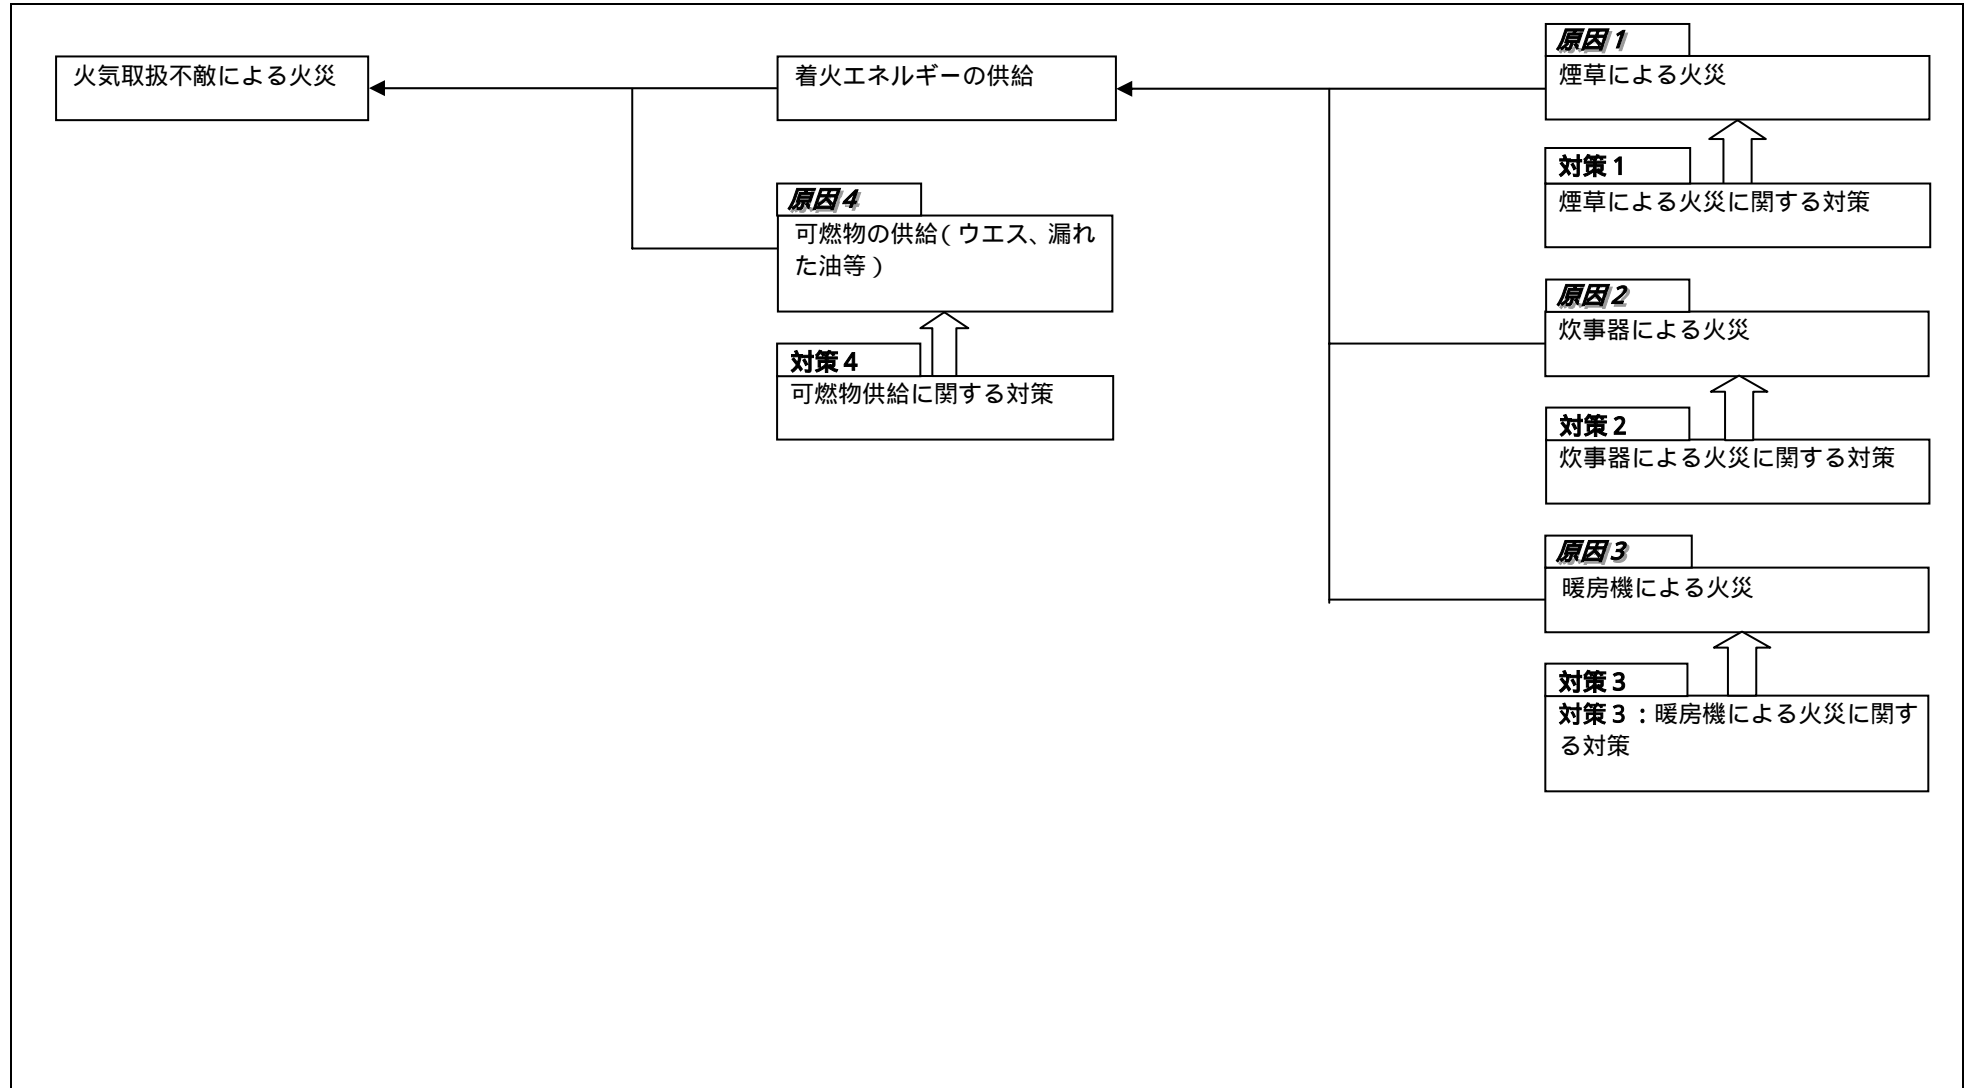 火気取扱不敵による火災
着火エネルギーの供給
原因1
煙草による火災
対策1
煙草による火災に関する対策
原因4
可燃物の供給(ウエス、漏れ
た油等)
対策4
可燃物供給に関する対策
原因2
炊事器による火災
対策2
炊事器による火災に関する対策
原因3
暖房機による火災
対策3
対策3:暖房機による火災に関す
る対策